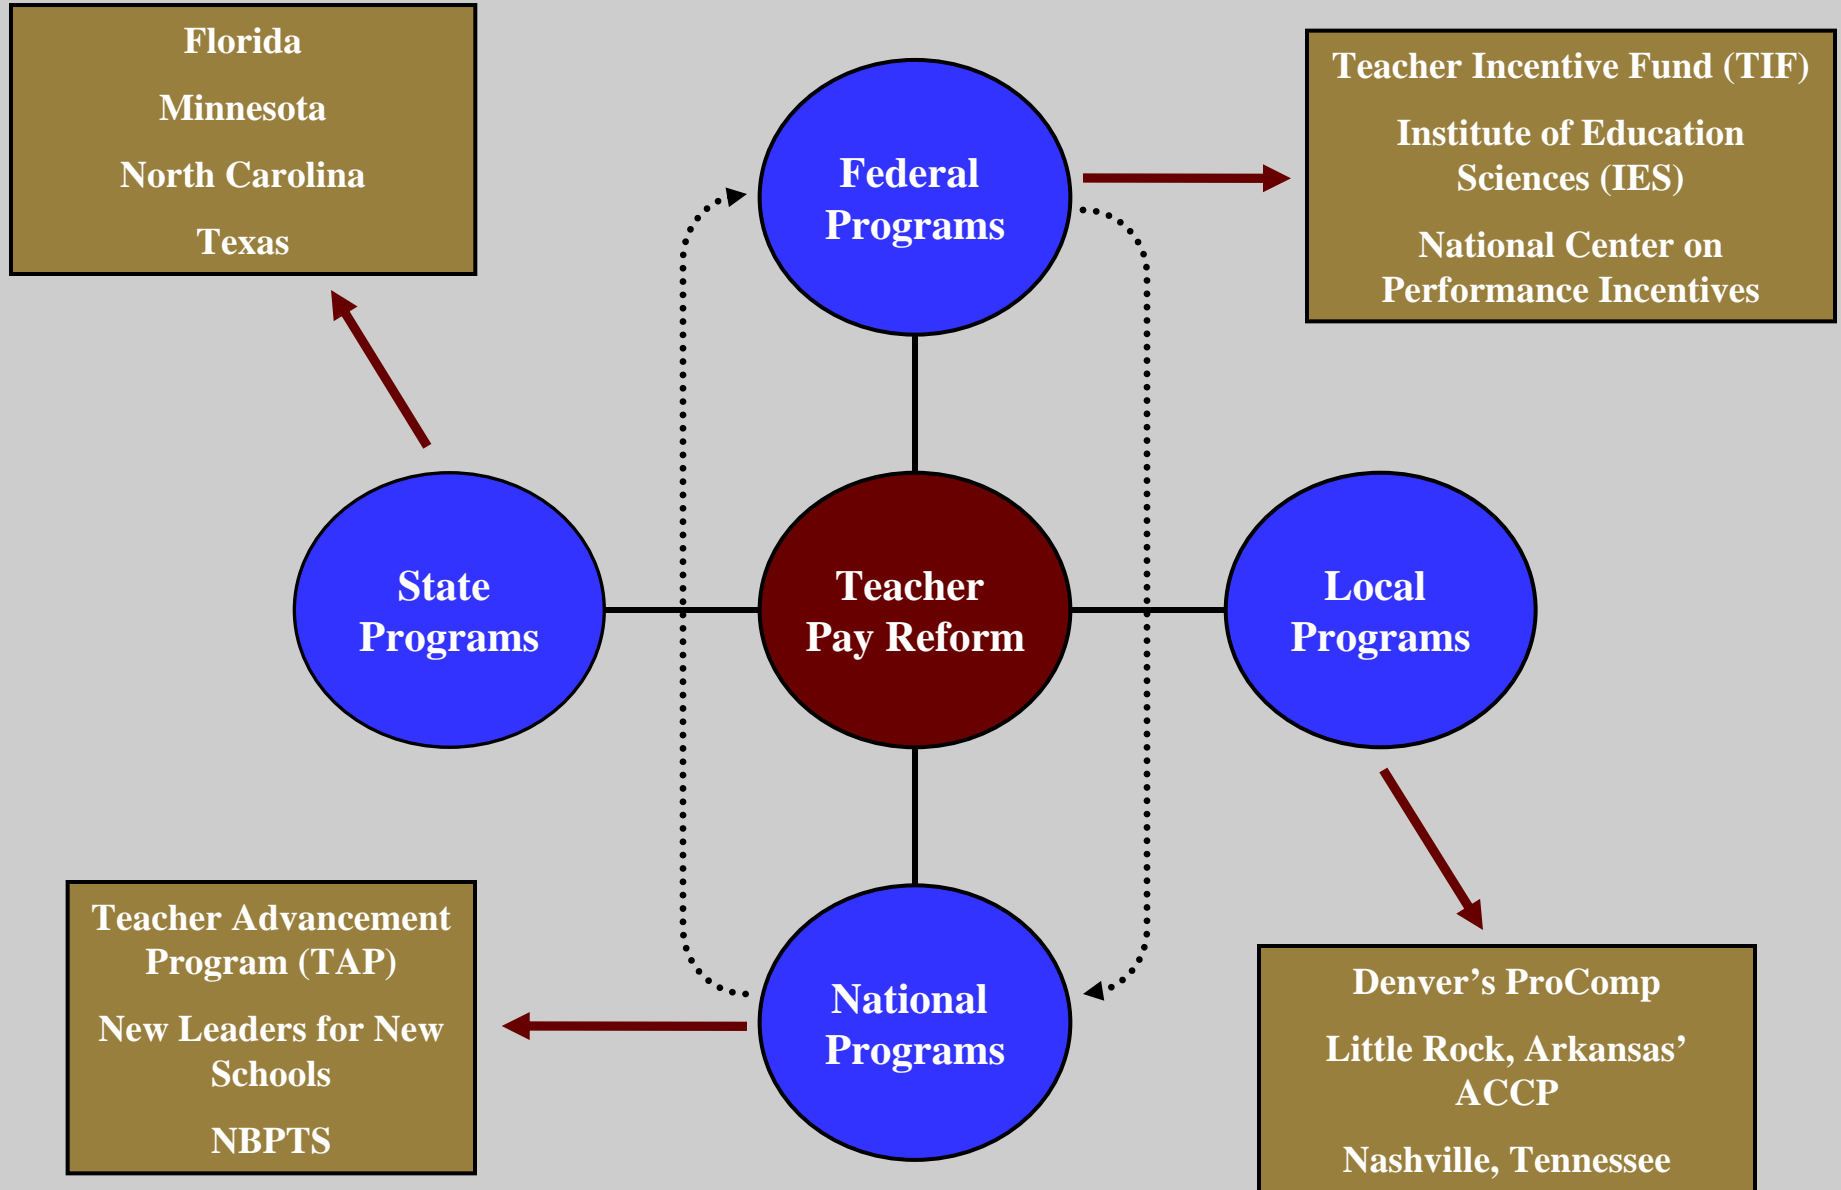 Florida
Minnesota
North Carolina
Texas
Federal
Programs
Teacher Incentive Fund (TIF)
Institute of Education
Sciences (IES)
National Center on
Performance Incentives
State
Programs
Teacher
Pay Reform
Local
Programs
Teacher Advancement
Program (TAP)
New Leaders for New
Schools
NBPTS
National
Programs
Denver’s ProComp
Little Rock, Arkansas’
ACCP
Nashville, Tennessee